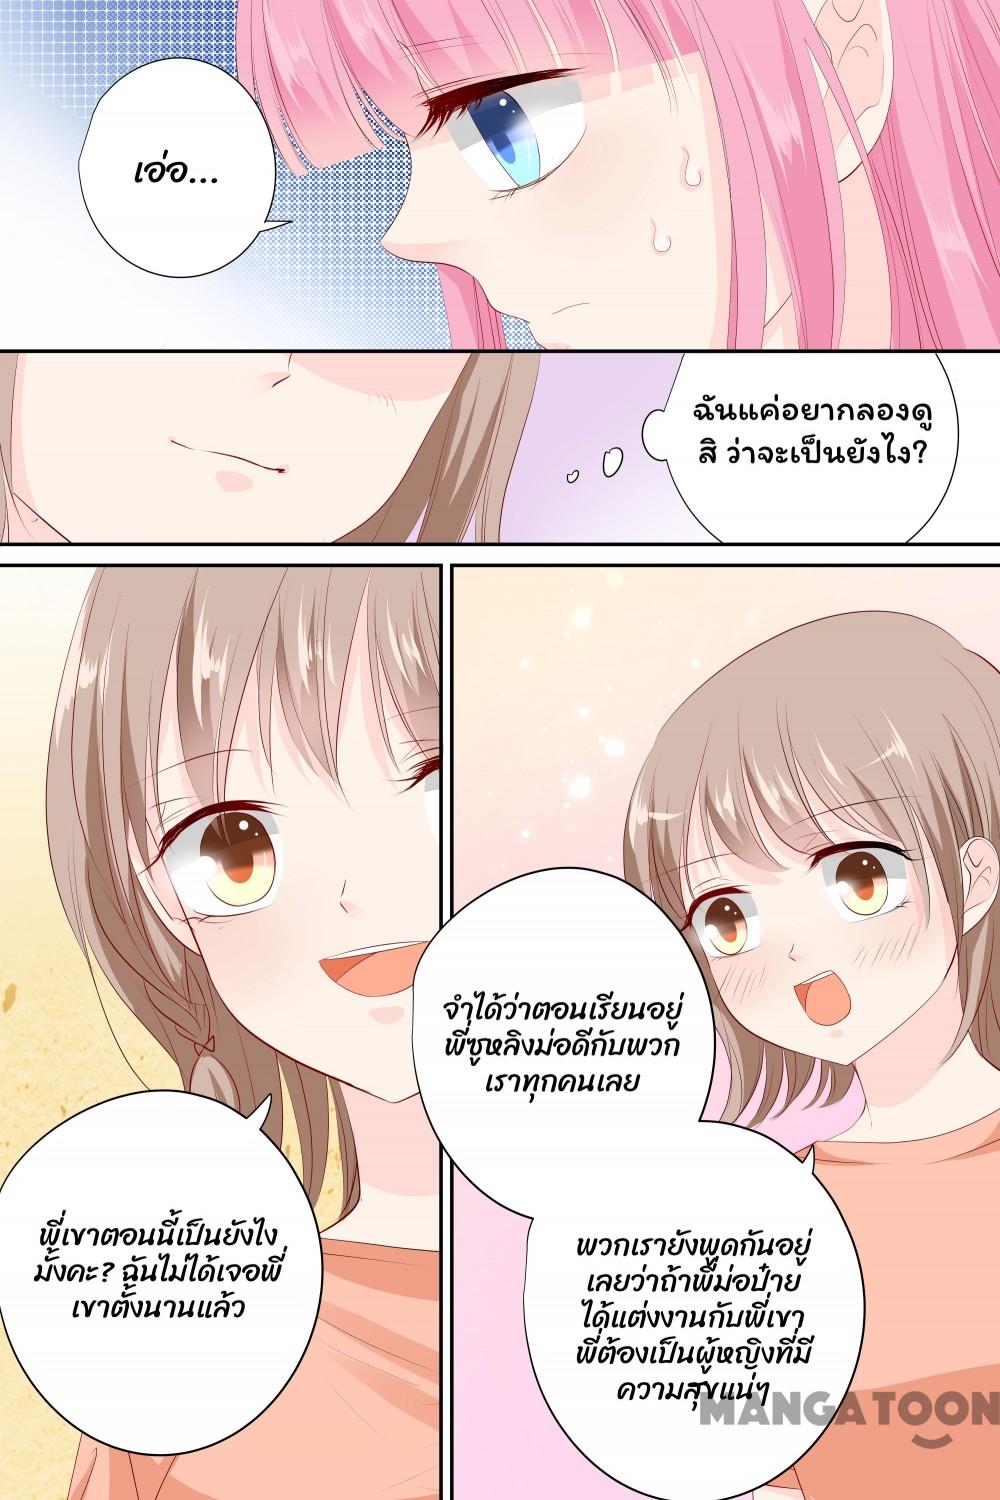 เอ่อ...
ฉันแค่อยากลองดู
สิ ว่าจะเป็นยังไง?
พี่เขาตอนนี้เป็นยังไง
มั้งคะ? ฉันไม่ได้เจอพี่
เขาตั้งนานแล้ว
จำได้ว่าตอนเรียนอยู่
พี่ซูหลิงม่อดีกับพวก
เราทุกคนเลย
พวกเรายังพูดกันอยู่
เลยว่าถ้าพี่ม่อป๋าย
ได้แต่งงานกับพี่เขา
พี่ต้องเป็นผู้หญิงที่มี
ความสุขแน่ๆ
MANGATOON